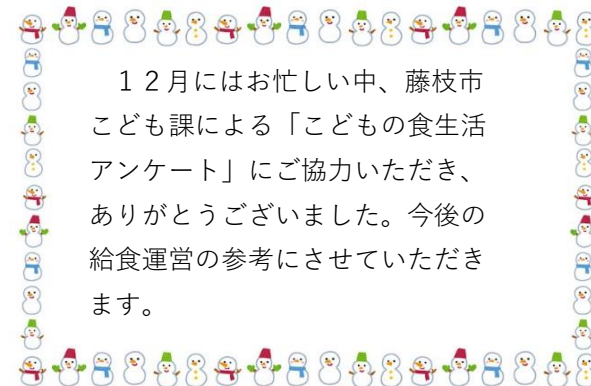 １２月にはお忙しい中、藤枝市
こども課による「こどもの食生活
アンケート」にご協力いただき、
ありがとうございました。今後の
給食運営の参考にさせていただき
ます。